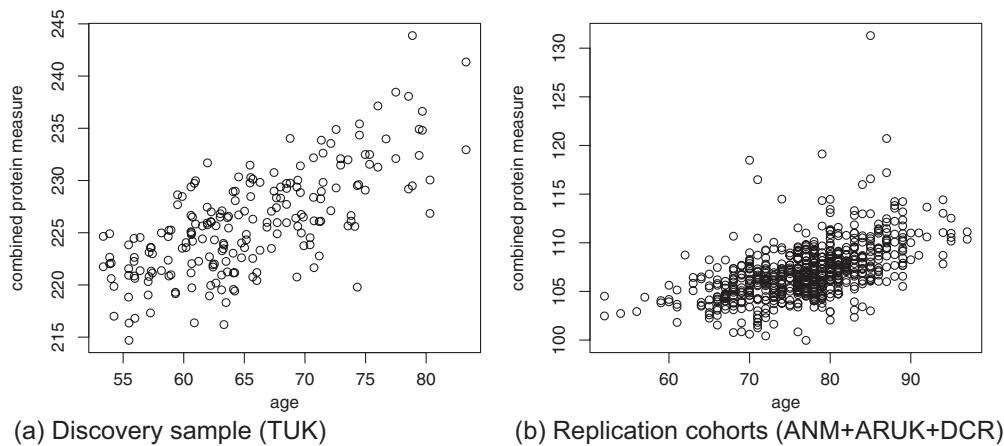 245
240
235
230
225
220
215
combined protein measure
55 60 65 70 75 80
age
(a) Discovery sample (TUK)
130
125
120
115
110
105
100
combined protein measure
60 70 80 90
age
(b) Replication cohorts (ANM+ARUK+DCR)